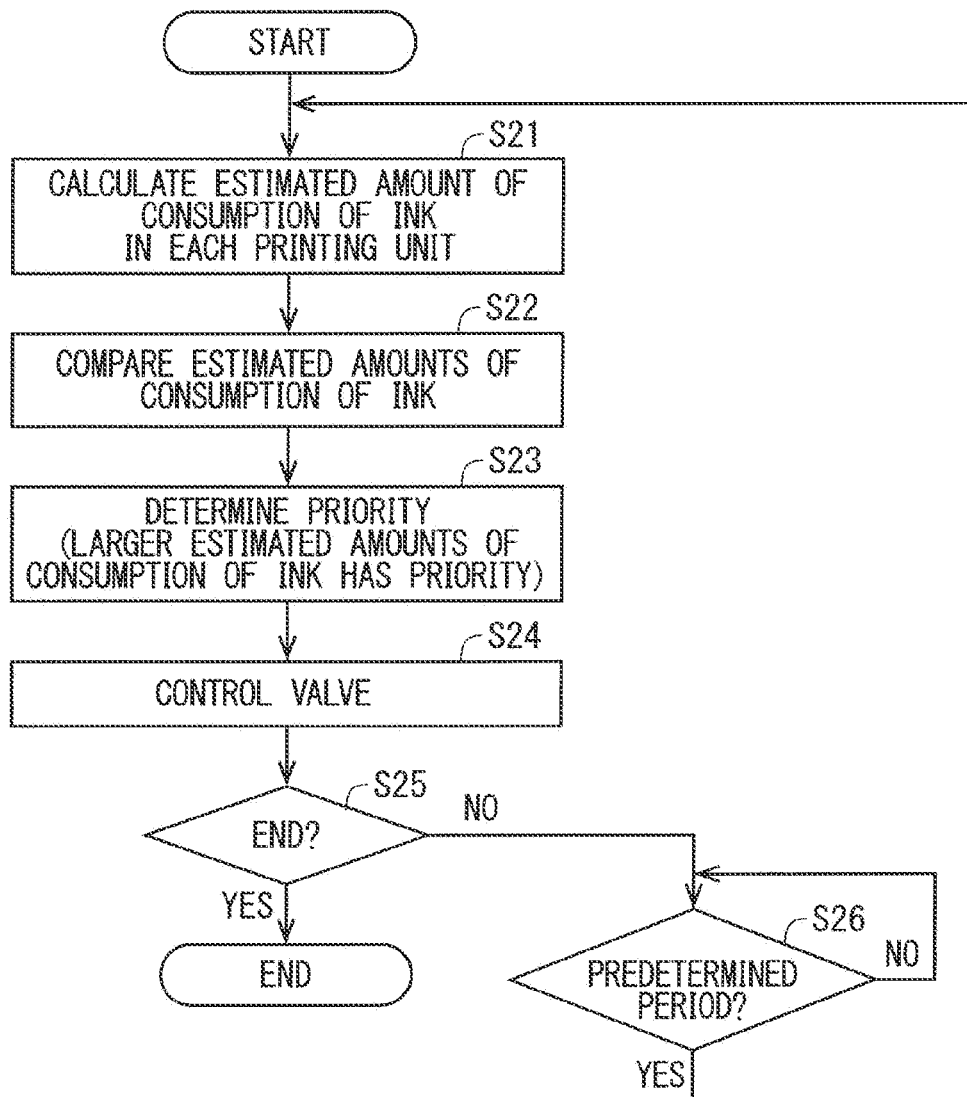 START
S21
CALCULATE ESTIMATED AMOUNT OF
CONSUMPTION OF INK
IN EACH PRINTING UNIT
S22
COMPARE ESTIMATED AMOUNTS OF
CONSUMPTION OF INK
S23
DETERMINE PRIORITY
(LARGER ESTIMATED AMOUNTS OF
CONSUMPTION OF INK HAS PRIORITY)
S24
CONTROL VALVE
S25
END?
NO
YES
END
S26
PREDETERMINED
PERIOD?
NO
YES